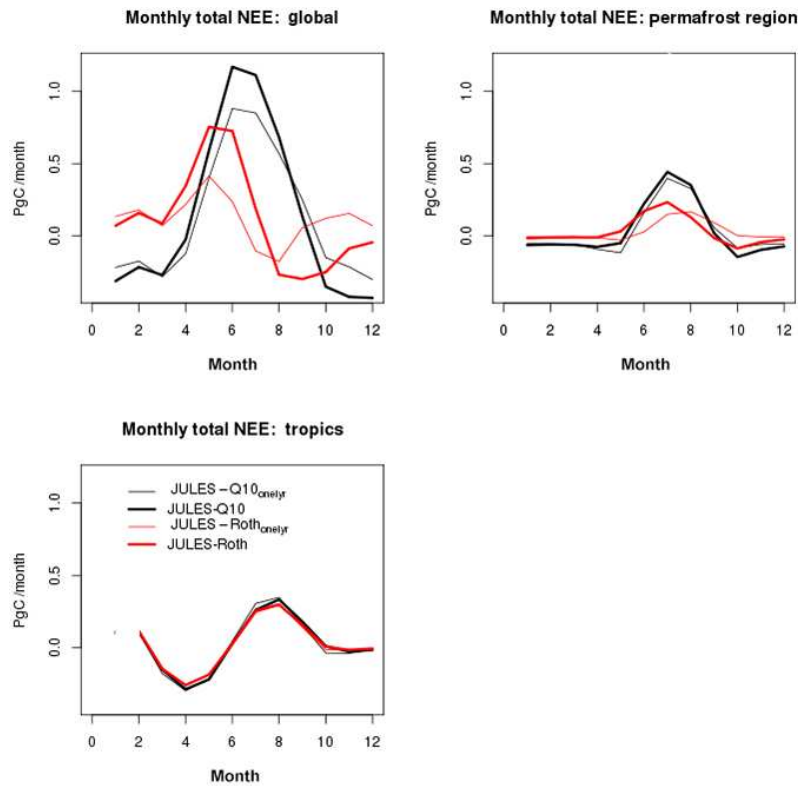 Monthly total NEE: global
PgC /month
1.0
0.5
0.0
0 2 4 6 8 10 12
Month
Monthly total NEE: permafrost region
PgC /month
1.0
0.5
0.0
0 2 4 6 8 10 12
Month
Monthly total NEE: tropics
PgC /month
1.0
0.5
0.0
JULES – Q10onelyr
JULES-Q10
JULES – Rothonelyr
JULES-Roth
0 2 4 6 8 10 12
Month